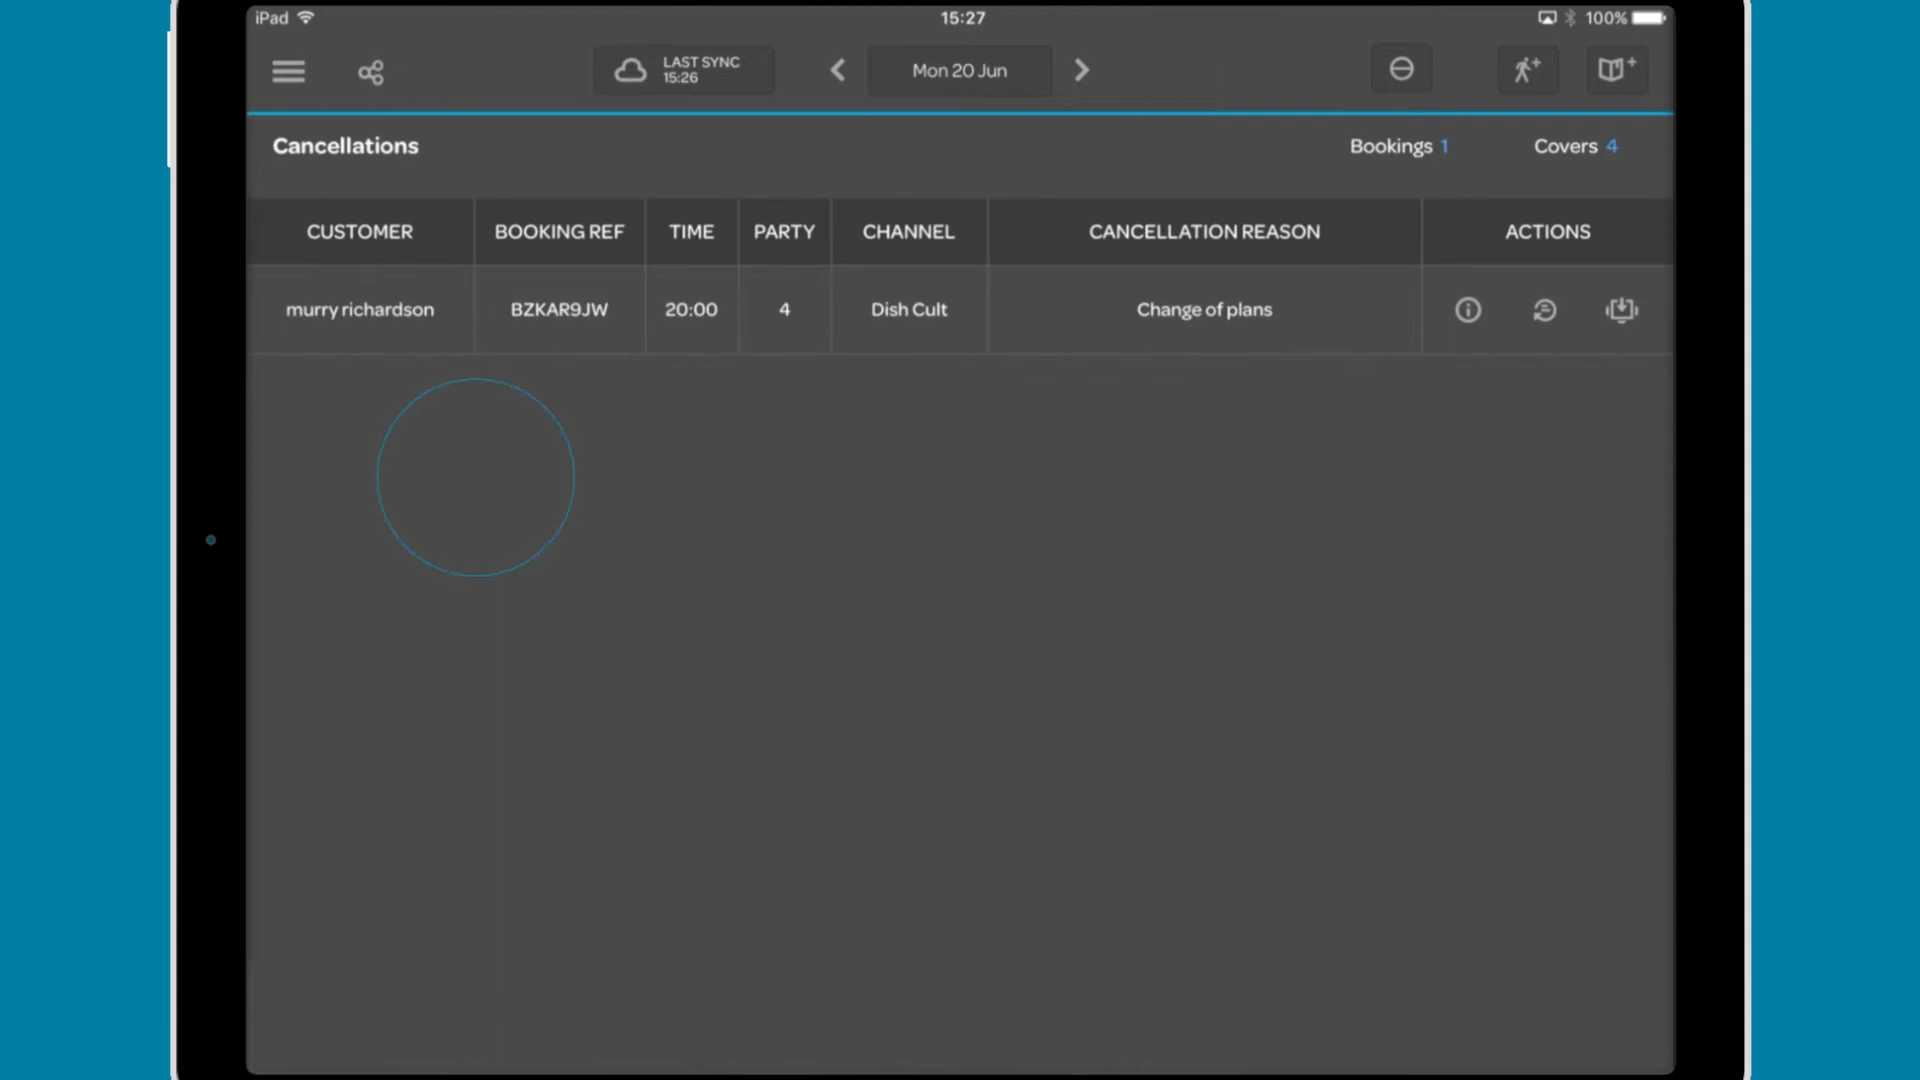 iPad
15:27
100%
LAST SYNC
15:26
Mon 20 Jun
Cancellations
Bookings 1
Covers 4
CUSTOMER BOOKING REF TIME PARTY CHANNEL CANCELLATION REASON ACTIONS
murry richardson BZKAR9JW 20:00 4 Dish Cult Change of plans